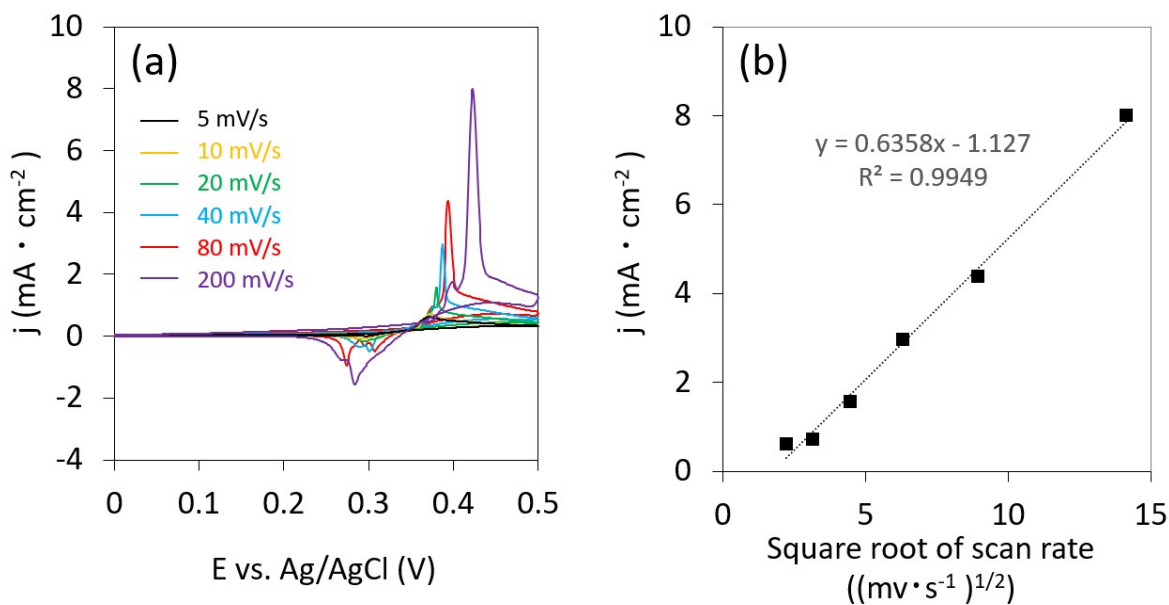 (a)
10
8
6
4
2
0
-2
-4
j (mA・cm-2 )
5 mV/s
10 mV/s
20 mV/s
40 mV/s
80 mV/s
200 mV/s
0 0.1 0.2 0.3 0.4 0.5
E vs. Ag/AgCl (V)
(b)
10
8
6
4
2
0
j (mA・cm-2 )
y = 0.6358x - 1.127
R² = 0.9949
0 5 10 15
Square root of scan rate
((mv・s-1 )1/2)